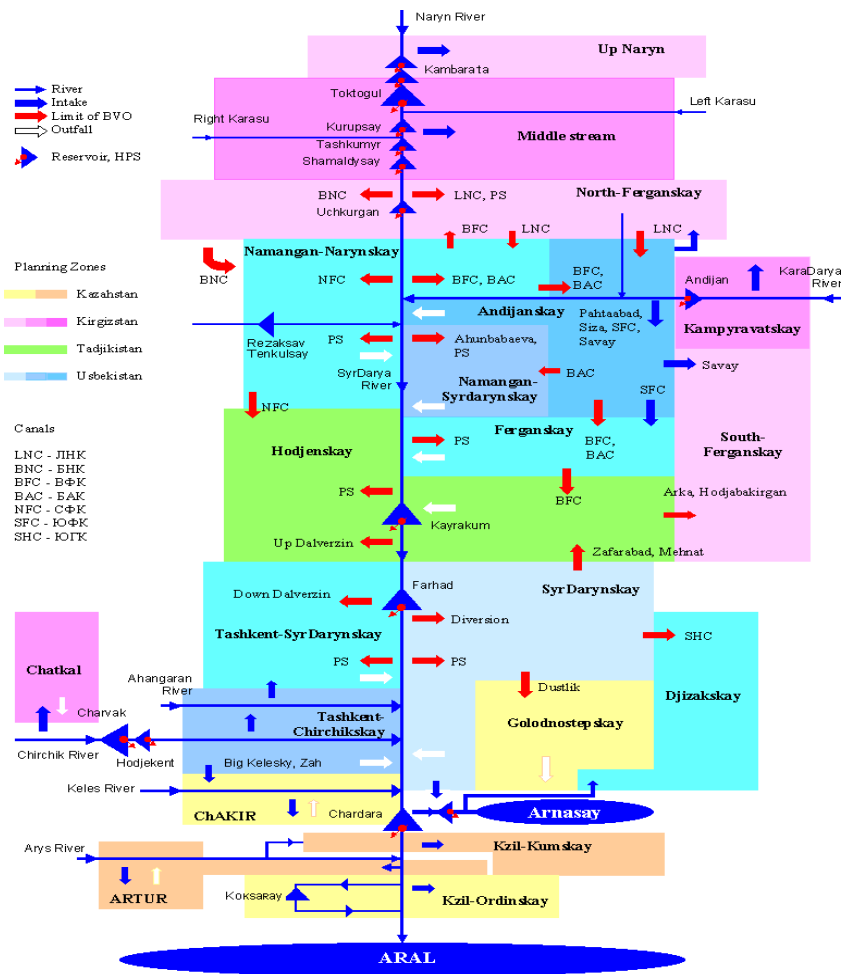 Naryn River
Up Naryn
Kambarata
River
Intake
Limit of BVO
Outfall
Reservoir, HPS
Toktogul
Left Karasu
Right Karasu
Kurupsay
Tashkumyr
Shamaldysay
Middle stream
BNC
LNC, PS
North-Ferganskay
Uchkurgan
BFC
LNC
LNC
Namangan-Narynskay
BNC
NFC
BFC, BAC
BFC,
BAC
Andijan
KaraDarya
River
Planning Zones
Kazahstan
Kirgizstan
Tadjikistan
Usbekistan
Andijanskay
Pahtaabad,
Siza, SFC,
Savay
Kampyravatskay
Rezaksav
Tenkulsay
PS
Ahunbabaeva,
PS
SyrDarya
River
Namangan-
Syrdarynskay
BAC
Savay
SFC
NFC
Canals
LNC - ЛНК
BNC - БНК
BFC - ВФК
BAC - БАК
NFC - СФК
SFC - ЮФК
SHC - ЮГК
Hodjenskay
Ferganskay
PS
BFC,
BAC
South-
Ferganskay
PS
BFC
Arka, Hodjabakirgan
Kayrakum
Up Dalverzin
Zafarabad, Mehnat
Farhad
SyrDarynskay
Down Dalverzin
Diversion
Tashkent-SyrDarynskay
SHC
PS
PS
Chatkal
Ahangaran
River
Dustlik
Djizakskay
Charvak
Tashkent-
Chirchikskay
Golodnostepskay
Chirchik River
Hodjekent
Big Kelesky, Zah
Keles River
ChAKIR
Chardara
Arnasay
Arys River
Kzil-Kumskay
ARTUR
Koksaray
Kzil-Ordinskay
ARAL